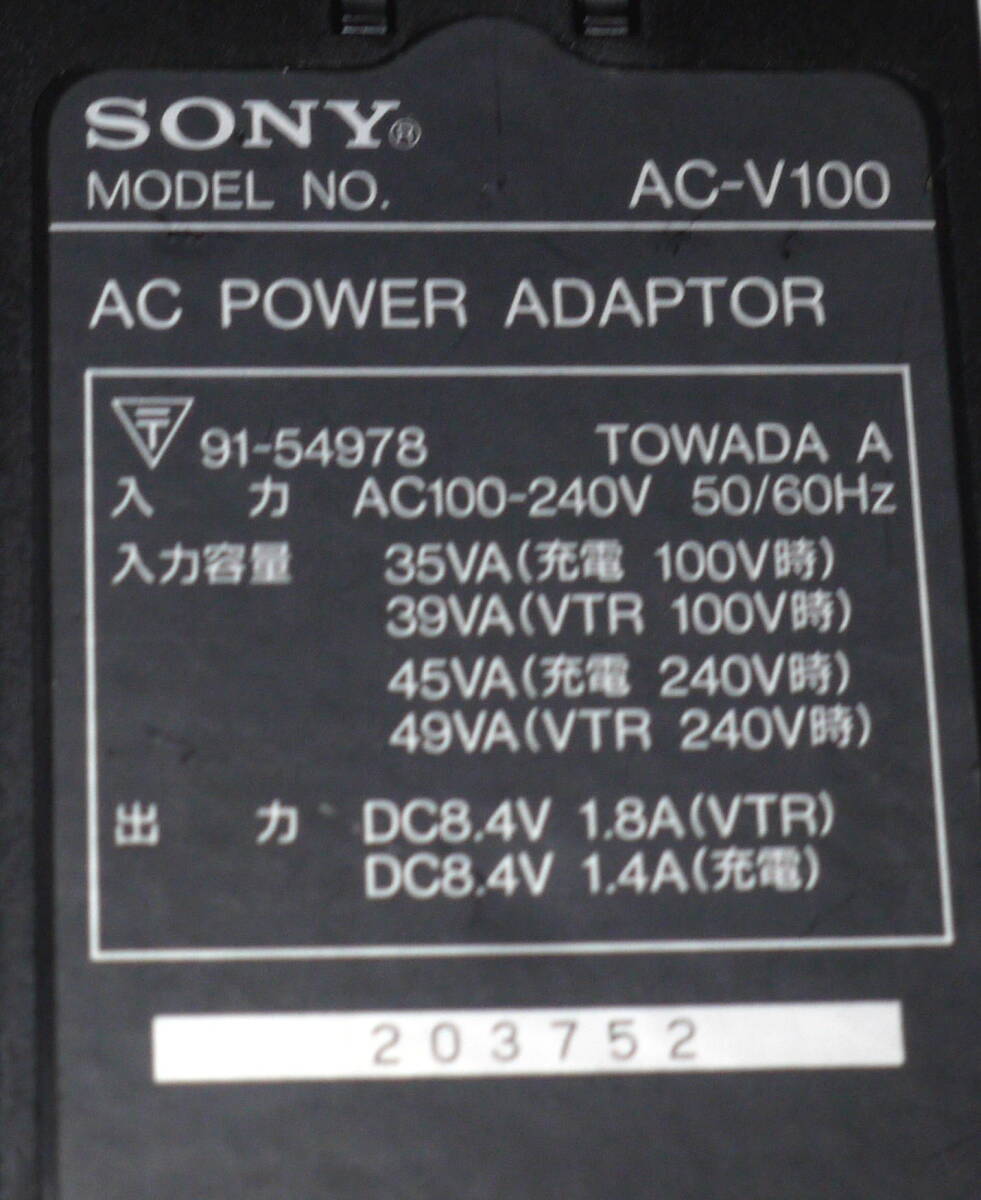 SONY®
MODEL NO. AC-V100
AC POWER ADAPTOR
〒 91-54978 TOWADA A
入 力 AC100-240V 50/60Hz
入力容量 35VA(充電 100V時)
39VA(VTR 100V時)
45VA(充電 240V時)
49VA(VTR 240V時)
出 力 DC8.4V 1.8A(VTR)
DC8.4V 1.4A(充電)
203752